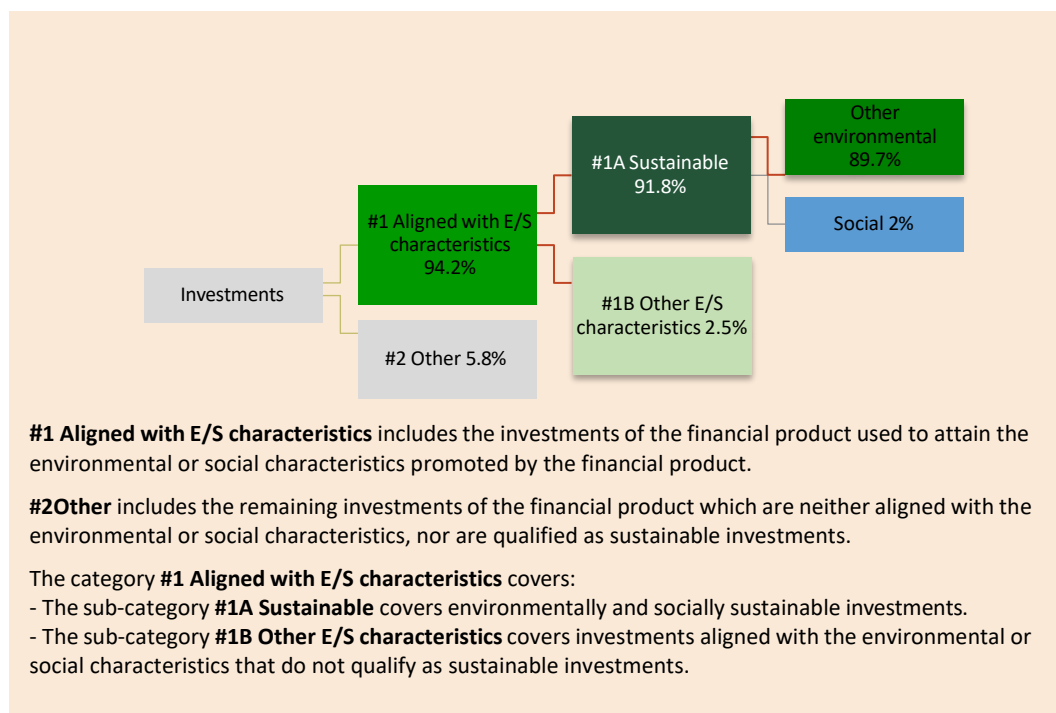 Other
environmental
89.7%
#1A Sustainable
91.8%
Social 2%
#1 Aligned with E/S
characteristics
94.2%
Investments
#1B Other E/S
characteristics 2.5%
#2 Other 5.8%
#1 Aligned with E/S characteristics includes the investments of the financial product used to attain the
environmental or social characteristics promoted by the financial product.
#2Other includes the remaining investments of the financial product which are neither aligned with the
environmental or social characteristics, nor are qualified as sustainable investments.
The category #1 Aligned with E/S characteristics covers:
- The sub-category #1A Sustainable covers environmentally and socially sustainable investments.
- The sub-category #1B Other E/S characteristics covers investments aligned with the environmental or
social characteristics that do not qualify as sustainable investments.